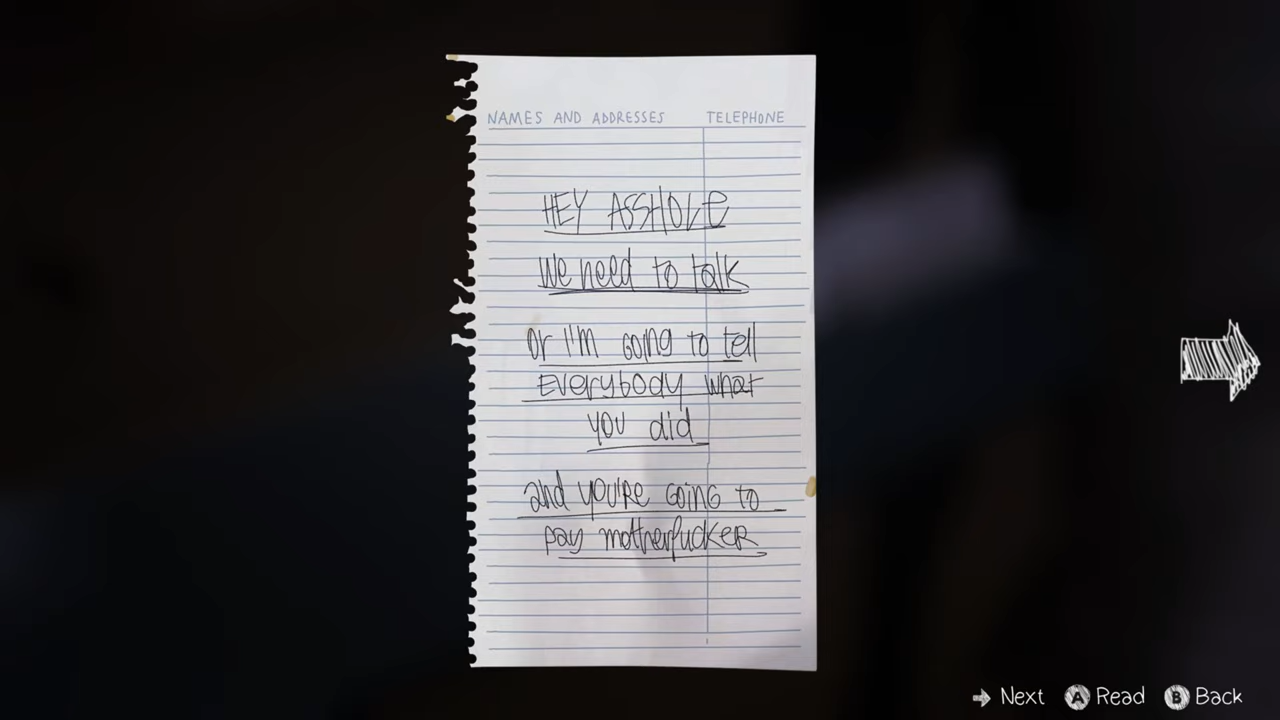 NAMES AND ADDRESSES TELEPHONE
HEY ASSHOLE
We need to talk
Or I'm going to tell
EVERYbODY what
YOU did
and YOU'RE GOING to
pay motherfucKER
Next A Read B Back